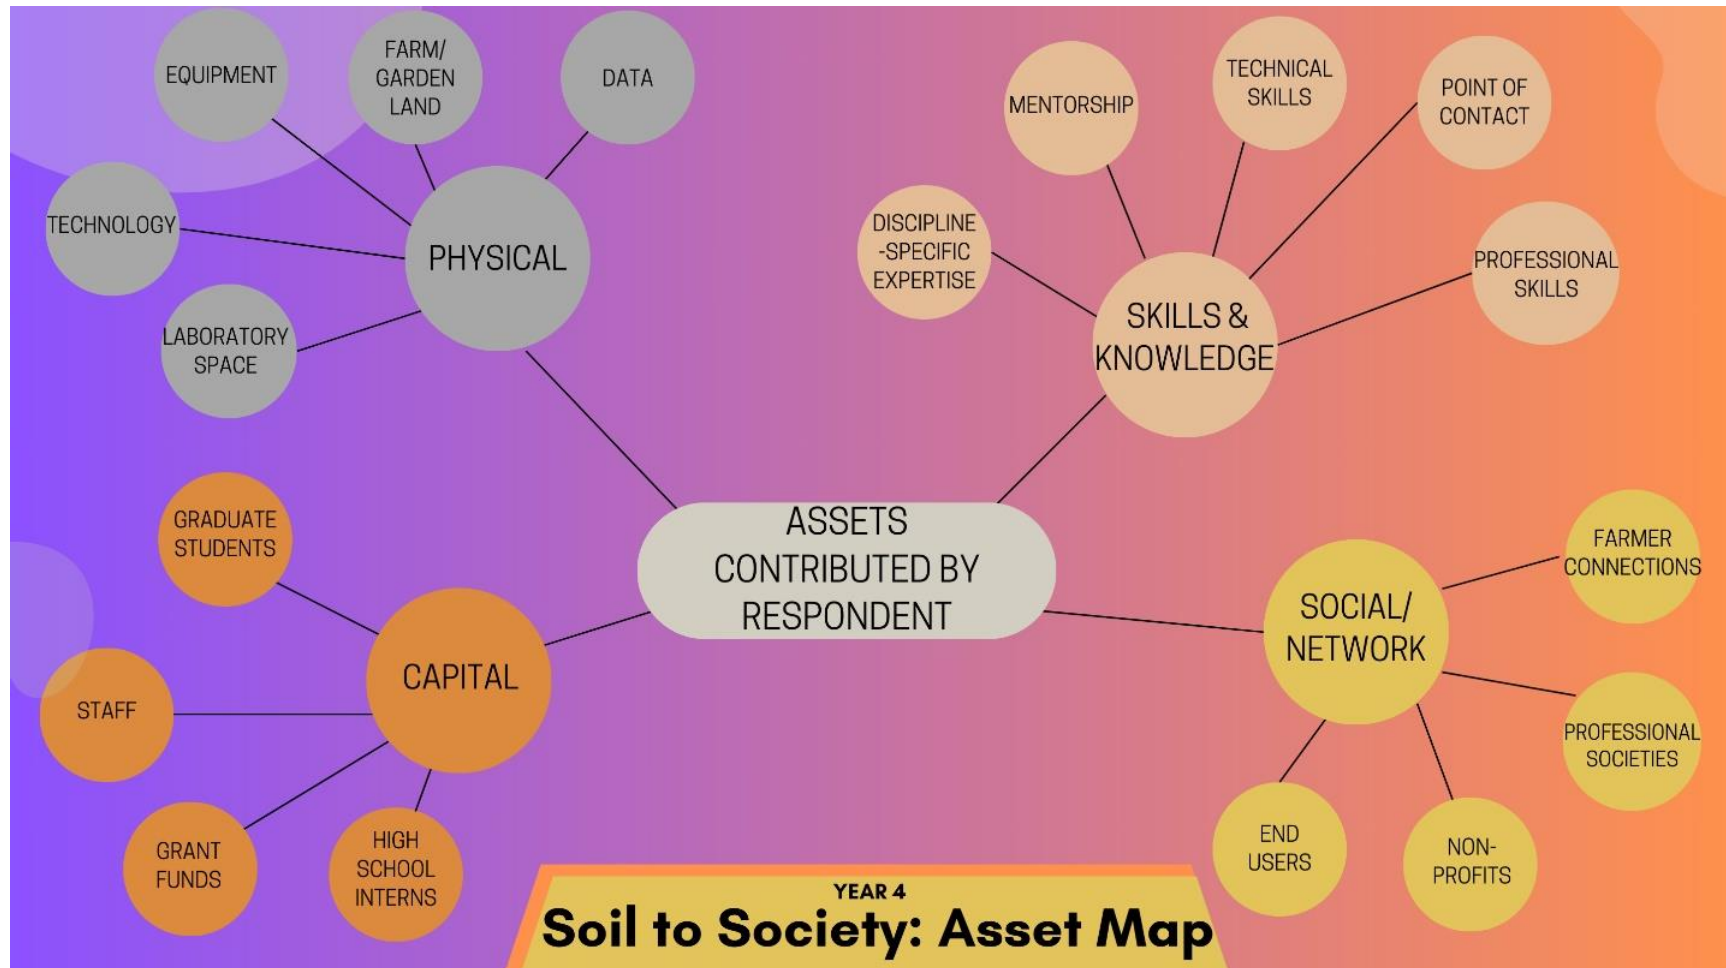 EQUIPMENT
FARM/
GARDEN
LAND
DATA
TECHNOLOGY
PHYSICAL
LABORATORY
SPACE
MENTORSHIP
TECHNICAL
SKILLS
POINT OF
CONTACT
DISCIPLINE
-SPECIFIC
EXPERTISE
PROFESSIONAL
SKILLS
SKILLS &
KNOWLEDGE
ASSETS
CONTRIBUTED BY
RESPONDENT
GRADUATE
STUDENTS
CAPITAL
STAFF
GRANT
FUNDS
HIGH
SCHOOL
INTERNS
SOCIAL/
NETWORK
FARMER
CONNECTIONS
PROFESSIONAL
SOCIETIES
END
USERS
NON-
PROFITS
YEAR 4
Soil to Society: Asset Map